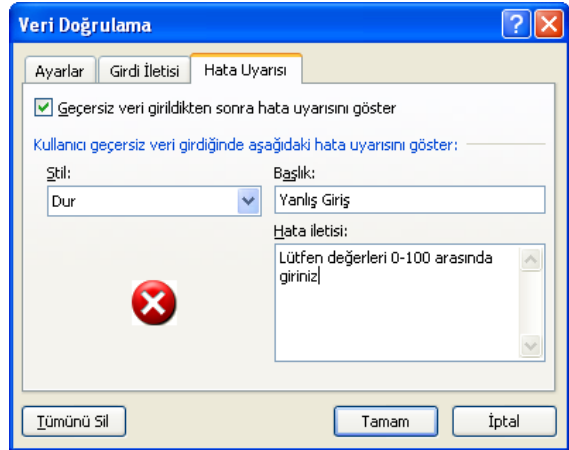 Veri Doğrulama
Ayarlar Girdi İletisi Hata Uyarısı
Geçersiz veri girildikten sonra hata uyarısını göster
Kullanıcı geçersiz veri girdiğinde aşağıdaki hata uyarısını göster:
Stil: Başlık:
Dur Yanlış Giriş
Hata iletisi:
Lütfen değerleri 0-100 arasında
giriniz
Tümünü Sil Tamam İptal